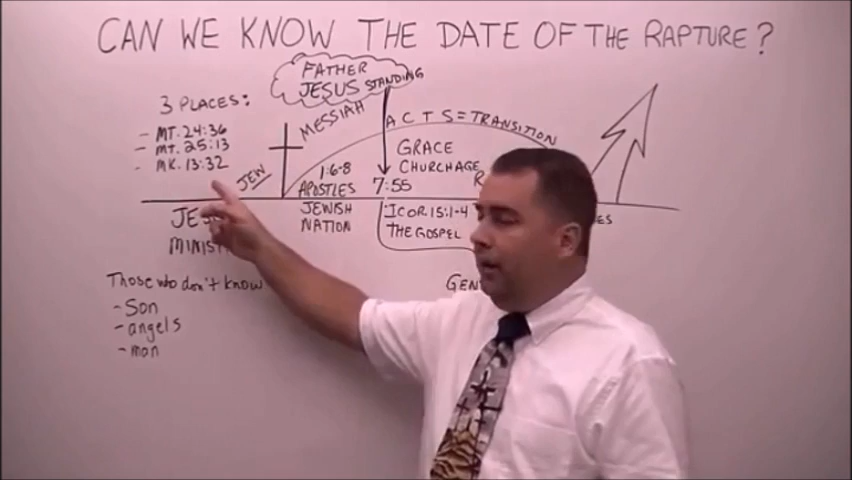 CAN WE KNOW THE DATE OF THE RAPTURE?
FATHER
JESUS STANDING
3 PLACES:
- MT. 24:36
- MT. 25:13
- MK. 13:32
JEW
MESSIAH
ACTS = TRANSITION
GRACE
CHURCHAGE
1:6-8
APOSTLES
7:55
JEWISH
NATION
I COR. 15:1-4
THE GOSPEL
Those who don't know
- Son
- angels
- man